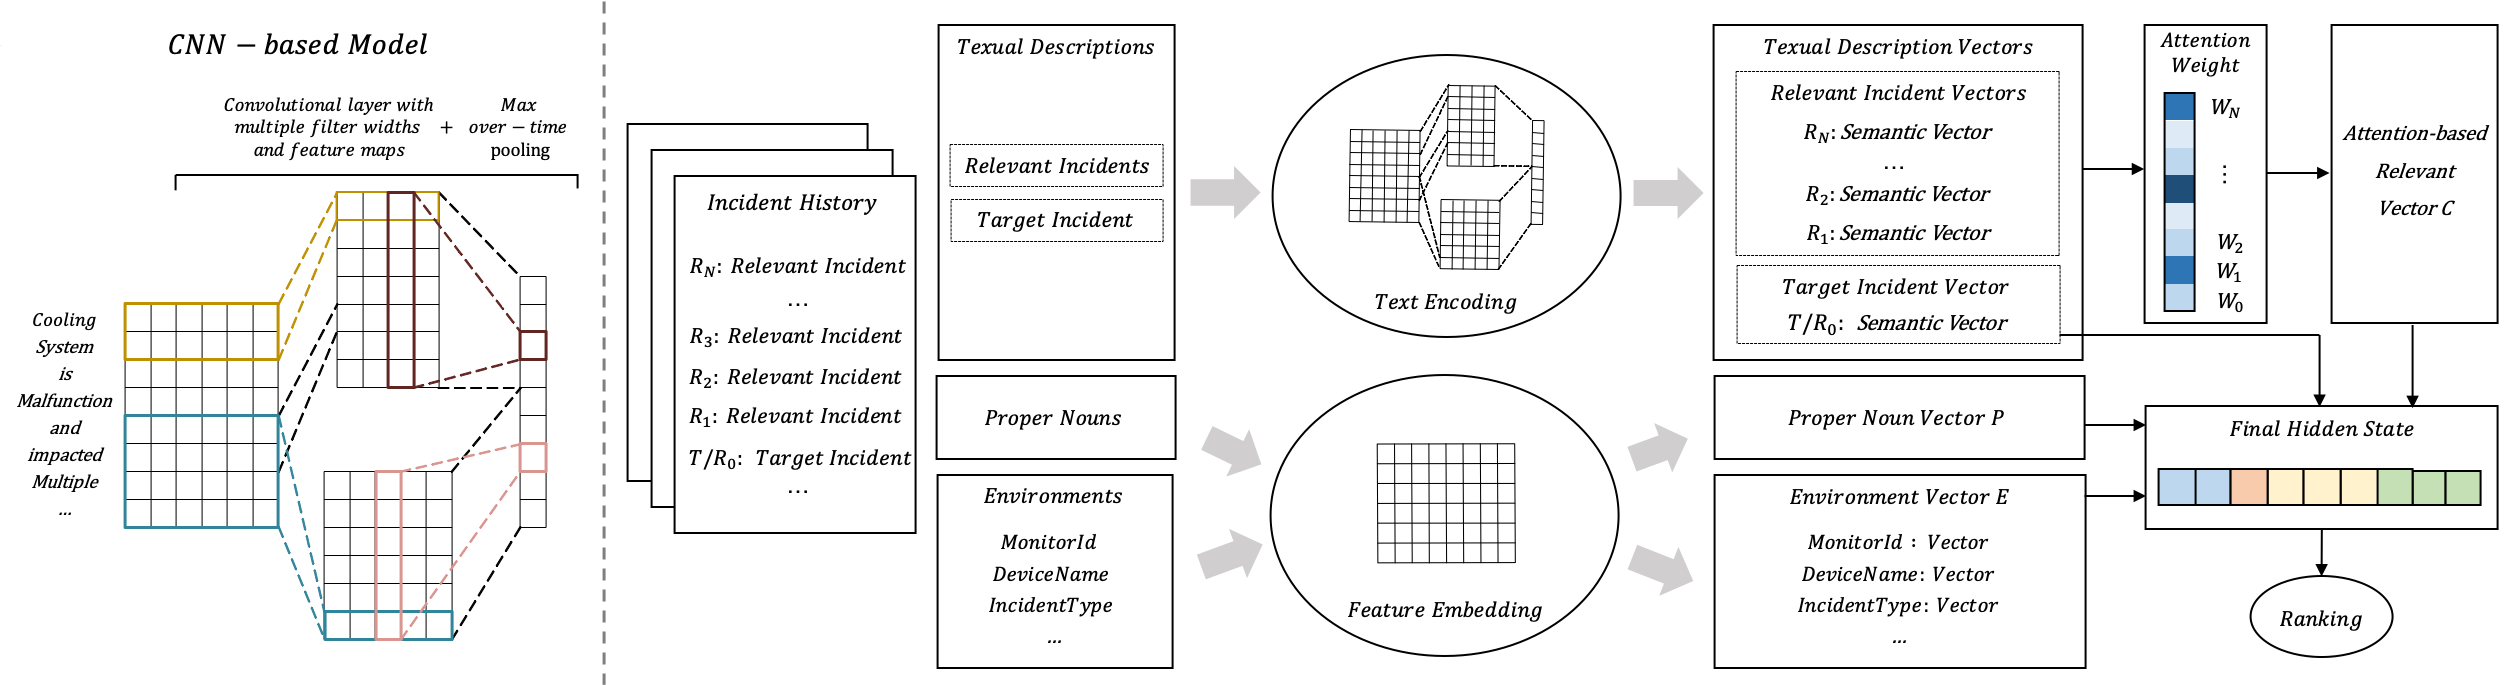 CNN − based Model
Convolutional layer with
multiple filter widths
and feature maps
+
Max
over − time
pooling
Cooling
System
is
Malfunction
and
impacted
Multiple
...
Incident History
R_N: Relevant Incident
...
R_3: Relevant Incident
R_2: Relevant Incident
R_1: Relevant Incident
T/R_0: Target Incident
...
Texual Descriptions
Relevant Incidents
Target Incident
Proper Nouns
Environments
MonitorId
DeviceName
IncidentType
...
Text Encoding
Feature Embedding
Texual Description Vectors
Relevant Incident Vectors
R_N: Semantic Vector
...
R_2: Semantic Vector
R_1: Semantic Vector
Target Incident Vector
T/R_0: Semantic Vector
Proper Noun Vector P
Environment Vector E
MonitorId : Vector
DeviceName: Vector
IncidentType: Vector
...
Attention
Weight
W_N
⋮
W_2
W_1
W_0
Attention-based
Relevant
Vector C
Final Hidden State
Ranking